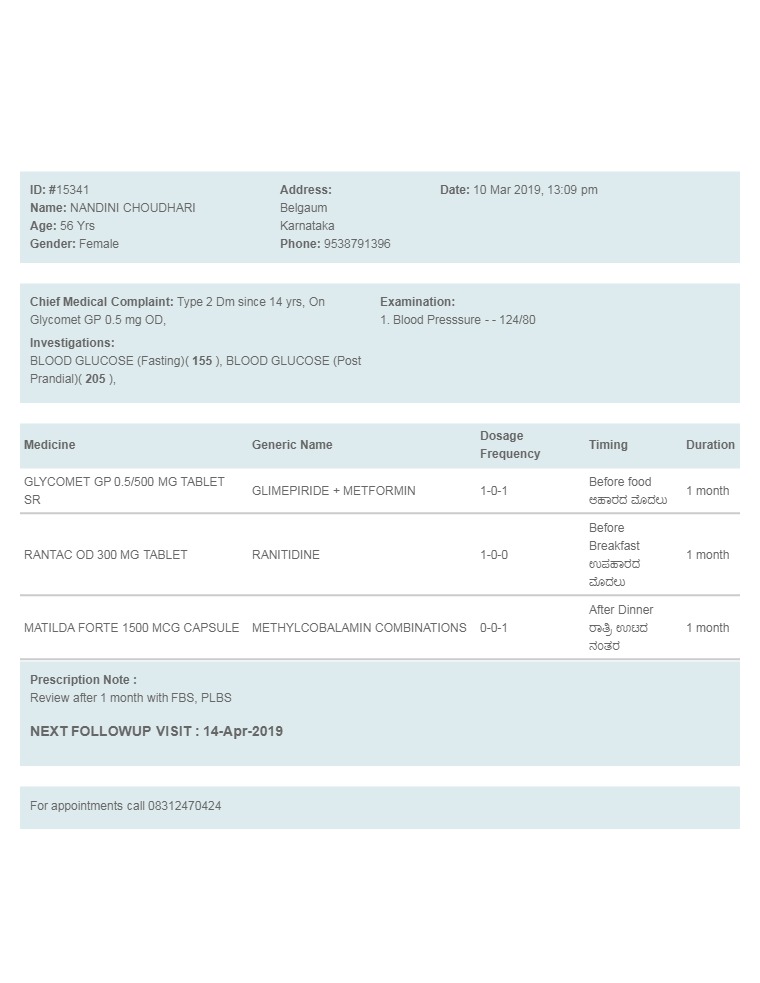 ID: #15341
Name: NANDINI CHOUDHARI
Age: 56 Yrs
Gender: Female
Address:
Belgaum
Karnataka
Phone: 9538791396
Date: 10 Mar 2019, 13:09 pm
Chief Medical Complaint: Type 2 Dm since 14 yrs, On
Glycomet GP 0.5 mg OD,
Investigations:
BLOOD GLUCOSE (Fasting)( 155 ), BLOOD GLUCOSE (Post
Prandial)( 205 ),
Examination:
1. Blood Presssure - - 124/80
Medicine Generic Name Dosage Frequency Timing Duration
GLYCOMET GP 0.5/500 MG TABLET
SR
GLIMEPIRIDE + METFORMIN
1-0-1
Before food
ಅಹಾರದ ಮೊದಲು
1 month
RANTAC OD 300 MG TABLET
RANITIDINE
1-0-0
Before
Breakfast
ಉಪಹಾರದ
ಮೊದಲು
1 month
MATILDA FORTE 1500 MCG CAPSULE
METHYLCOBALAMIN COMBINATIONS
0-0-1
After Dinner
ರಾತ್ರಿ ಊಟದ
ನಂತರ
1 month
Prescription Note :
Review after 1 month with FBS, PLBS
NEXT FOLLOWUP VISIT : 14-Apr-2019
For appointments call 08312470424